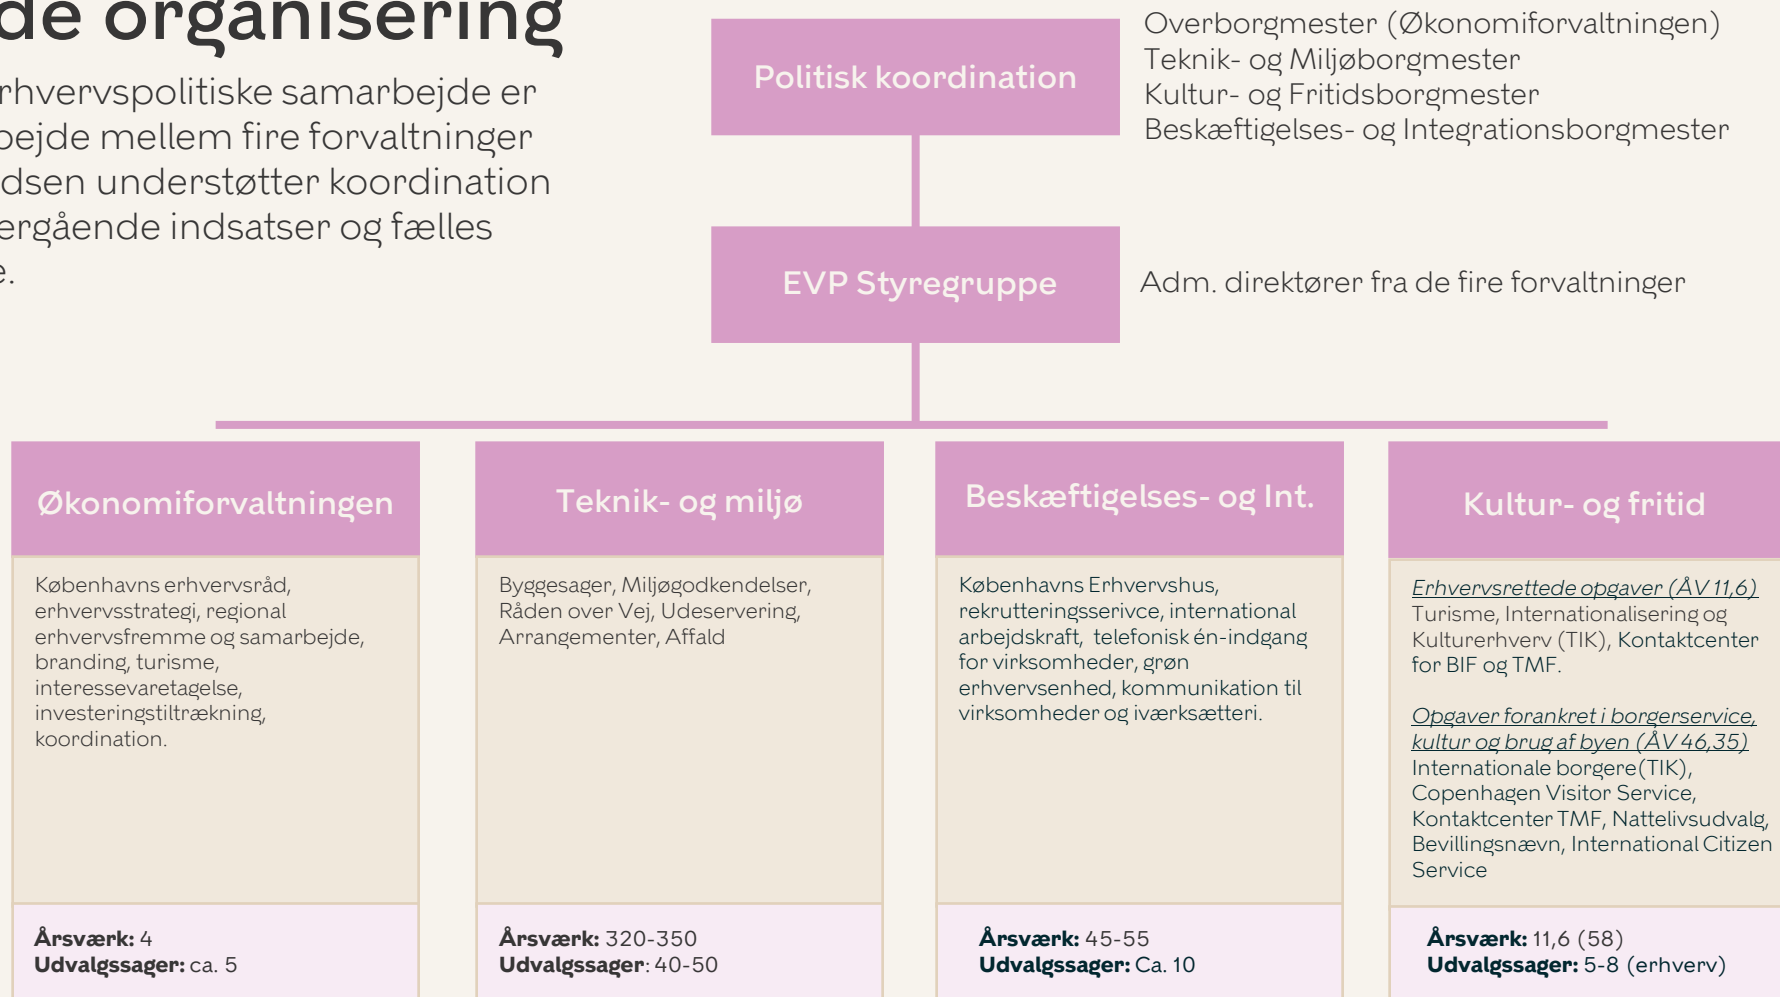 de organisering
rhvervspolitiske samarbejde er
bejde mellem fire forvaltninger
dsen understøtter koordination
ergående indsatser og fælles
e.
Politisk koordination
Overborgmester (Økonomiforvaltningen)
Teknik- og Miljøborgmester
Kultur- og Fritidsborgmester
Beskæftigelses- og Integrationsborgmester
EVP Styregruppe
Adm. direktører fra de fire forvaltninger
Økonomiforvaltningen
Københavns erhvervsråd,
erhvervsstrategi, regional
erhvervsfremme og samarbejde,
branding, turisme,
interessevaretagelse,
investeringstiltrækning,
koordination.
Årsværk: 4
Udvalgssager: ca. 5
Teknik- og miljø
Byggesager, Miljøgodkendelser,
Råden over Vej, Udeservering,
Arrangementer, Affald
Årsværk: 320-350
Udvalgssager: 40-50
Beskæftigelses- og Int.
Københavns Erhvervshus,
rekrutteringsserivce, international
arbejdskraft, telefonisk én-indgang
for virksomheder, grøn
erhvervsenhed, kommunikation til
virksomheder og iværksætteri.
Årsværk: 45-55
Udvalgssager: Ca. 10
Kultur- og fritid
Erhvervsrettede opgaver (ÅV 11,6)
Turisme, Internationalisering og
Kulturerhverv (TIK), Kontaktcenter
for BIF og TMF.
Opgaver forankret i borgerservice,
kultur og brug af byen (ÅV 46,35)
Internationale borgere(TIK),
Copenhagen Visitor Service,
Kontaktcenter TMF, Nattelivsudvalg,
Bevillingsnævn, International Citizen
Service
Årsværk: 11,6 (58)
Udvalgssager: 5-8 (erhverv)